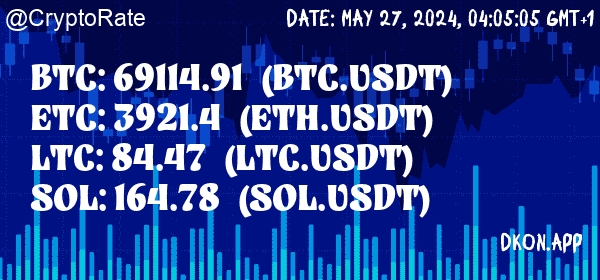 @CryptoRate
DATE: MAY 27, 2024, 04:05:05 GMT+1
BTC: 69114.91 (BTC.USDT)
ETC: 3921.4 (ETH.USDT)
LTC: 84.47 (LTC.USDT)
SOL: 164.78 (SOL.USDT)
DKON.APP